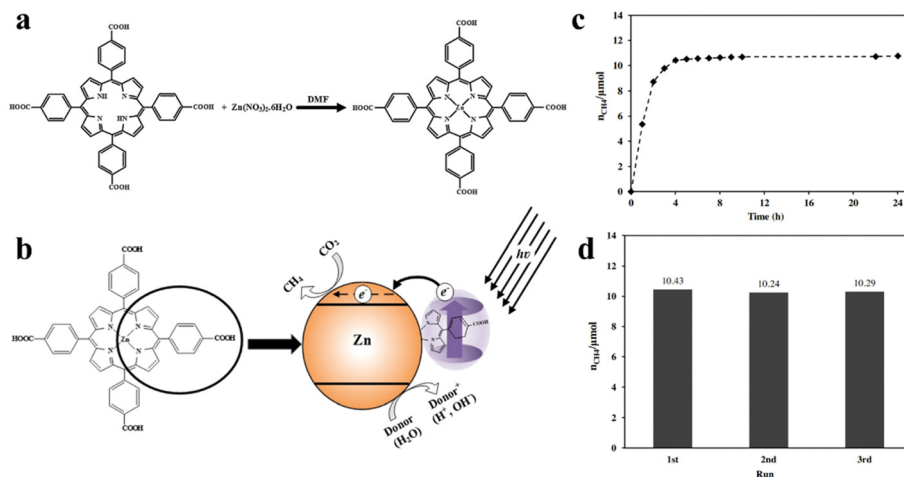 a
COOH
HOOC
NH
N
N
HN
COOH
COOH
+ Zn(NO3)2.6H2O
DMF
COOH
HOOC
N
N
Zn
N
N
COOH
COOH
b
COOH
HOOC
N
N
Zn
N
N
COOH
COOH
CO2
CH4
e-
e-
hυ
Zn
N
N
COOH
Donor
(H2O)
Donor+
(H+, OH-)
c
nCH4/μmol
14
12
10
8
6
4
2
0
0 4 8 12 16 20 24
Time (h)
d
nCH4/μmol
14
12
10
8
6
4
2
0
10.43
10.24
10.29
1st 2nd 3rd
Run